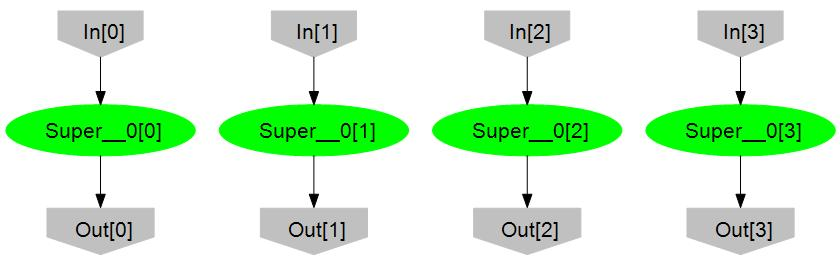 In[0]
In[1]
In[2]
In[3]
Super__0[0]
Super__0[1]
Super__0[2]
Super__0[3]
Out[0]
Out[1]
Out[2]
Out[3]